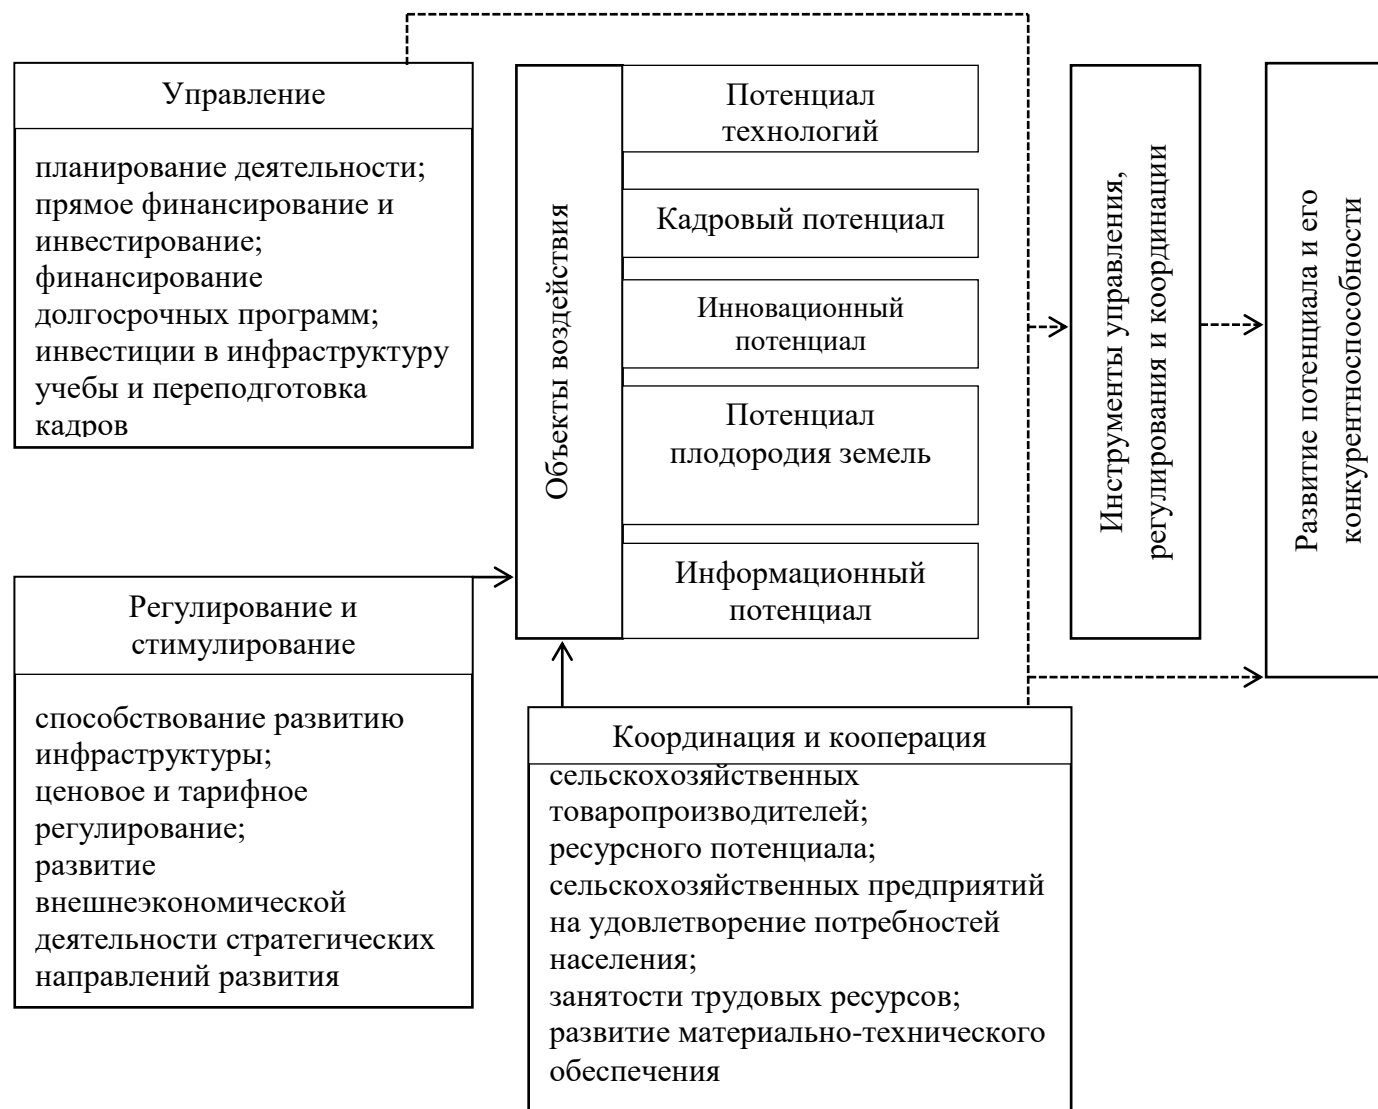 Управление
планирование деятельности;
прямое финансирование и
инвестирование;
финансирование
долгосрочных программ;
инвестиции в инфраструктуру
учебы и переподготовка
кадров
Регулирование и
стимулирование
способствование развитию
инфраструктуры;
ценовое и тарифное
регулирование;
развитие
внешнеэкономической
деятельности стратегических
направлений развития
Объекты воздействия
Потенциал
технологий
Кадровый потенциал
Инновационный
потенциал
Потенциал
плодородия земель
Информационный
потенциал
Координация и кооперация
сельскохозяйственных
товаропроизводителей;
ресурсного потенциала;
сельскохозяйственных предприятий
на удовлетворение потребностей
населения;
занятости трудовых ресурсов;
развитие материально-технического
обеспечения
Инструменты управления,
регулирования и координации
Развитие потенциала и его
конкурентноспособности